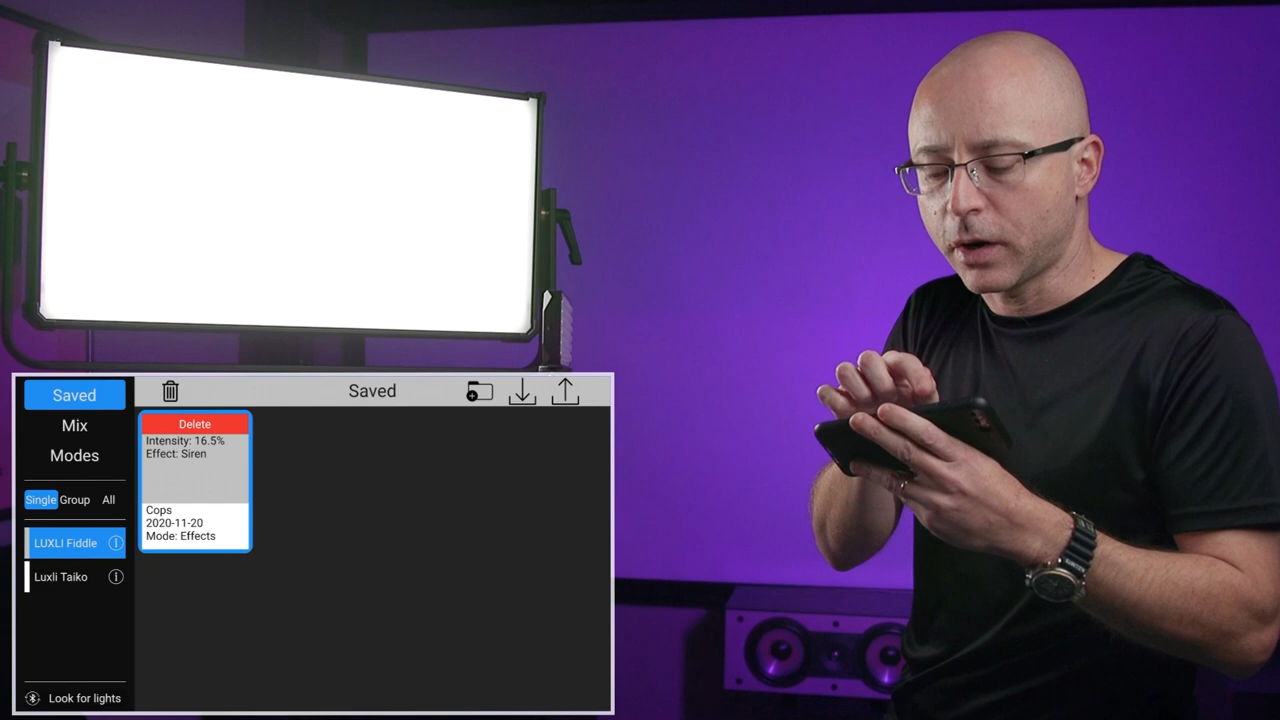 Saved
Mix
Modes
Single Group All
LUXLI Fiddle
Luxli Taiko
Look for lights
Saved
Delete
Intensity: 16.5%
Effect: Siren
Cops
2020-11-20
Mode: Effects